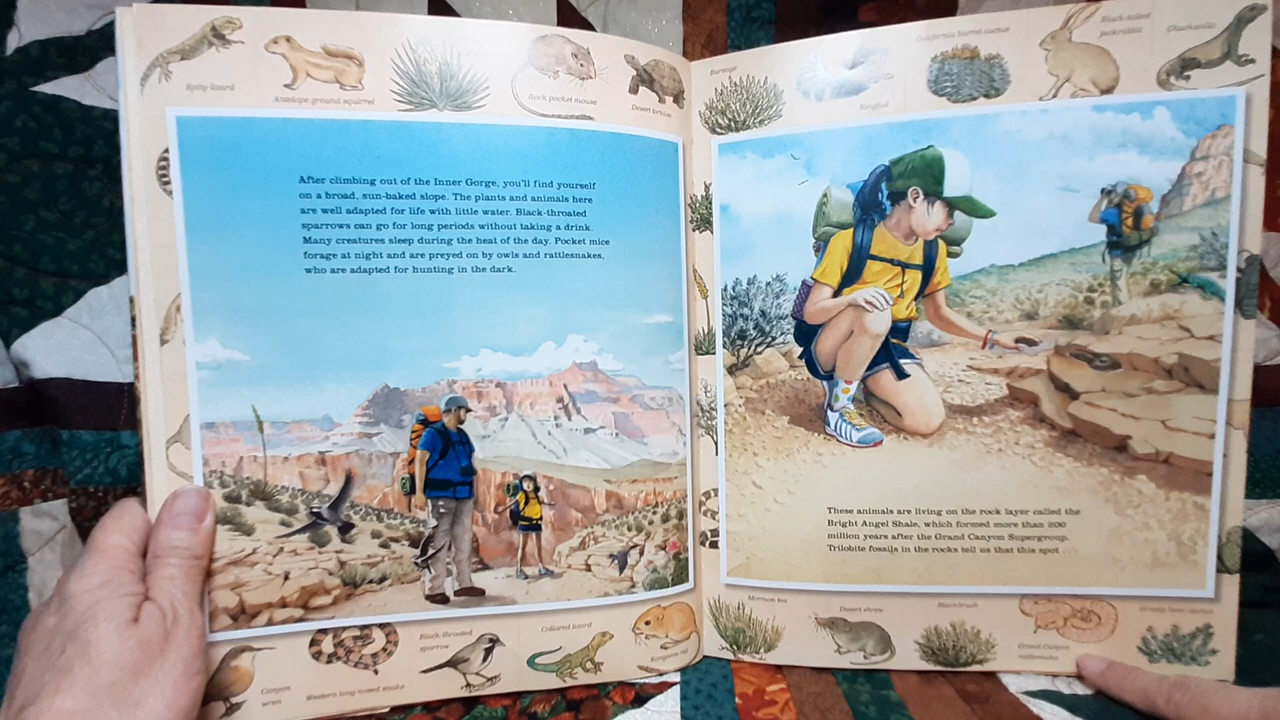 Spiny lizard
Antelope ground squirrel
Rock pocket mouse
Desert tortoise
After climbing out of the Inner Gorge, you'll find yourself
on a broad, sun-baked slope. The plants and animals here
are well adapted for life with little water. Black-throated
sparrows can go for long periods without taking a drink.
Many creatures sleep during the heat of the day. Pocket mice
forage at night and are preyed on by owls and rattlesnakes,
who are adapted for hunting in the dark.
Canyon
wren
Western long-nosed snake
Black-throated
sparrow
Collared lizard
Kangaroo rat
Bursage
California barrel cactus
Black-tailed
jackrabbit
Chuckwalla
These animals are living on the rock layer called the
Bright Angel Shale, which formed more than 200
million years after the Grand Canyon Supergroup.
Trilobite fossils in the rocks tell us that this spot . . .
Mormon tea
Desert shrew
Blackbrush
Grand Canyon
rattlesnake